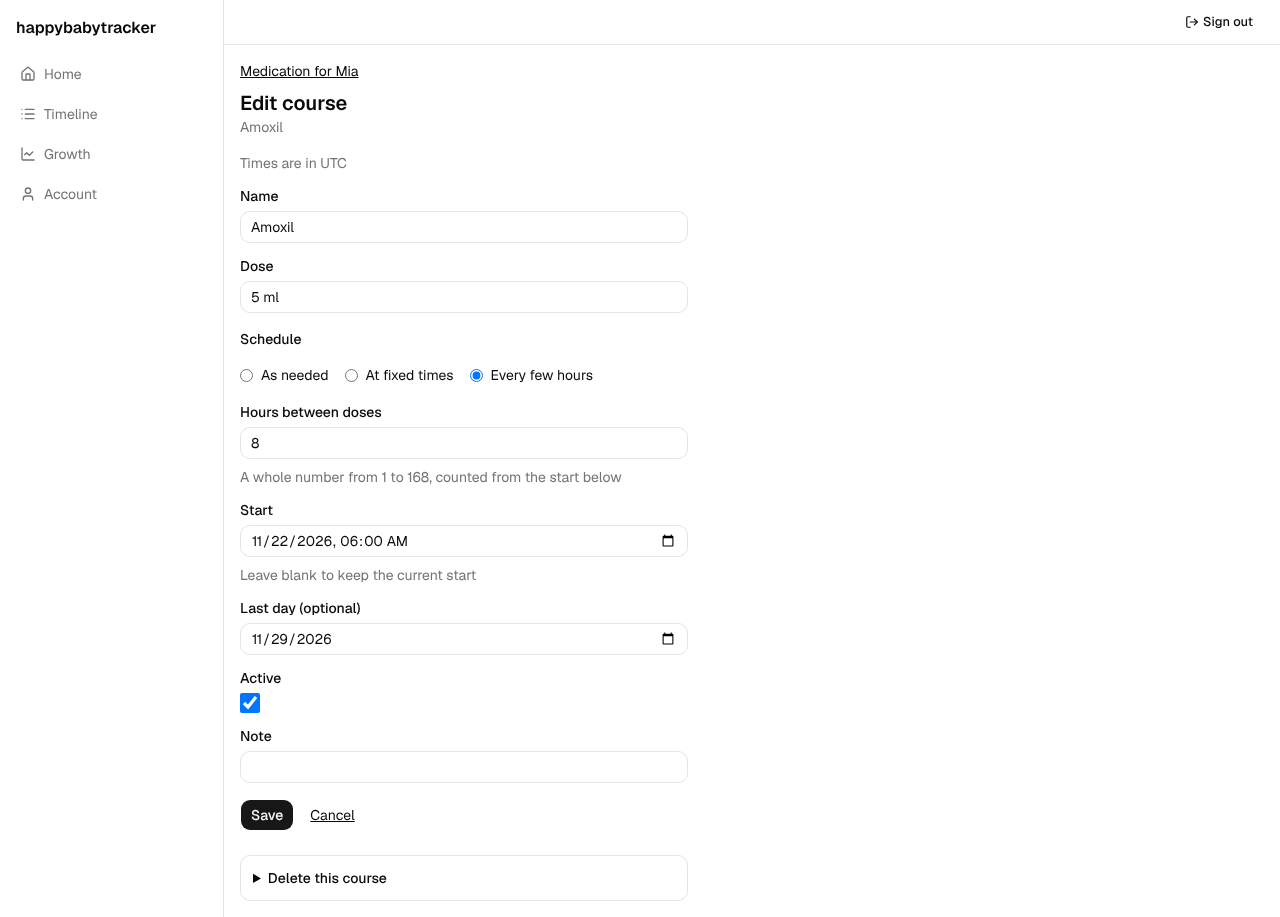 happybabytracker
Sign out
Home
Timeline
Growth
Account
Medication for Mia
Edit course
Amoxil
Times are in UTC
Name
Amoxil
Dose
5 ml
Schedule
As needed At fixed times Every few hours
Hours between doses
8
A whole number from 1 to 168, counted from the start below
Start
11/22/2026, 06:00 AM
Leave blank to keep the current start
Last day (optional)
11/29/2026
Active
Note
Save Cancel
Delete this course